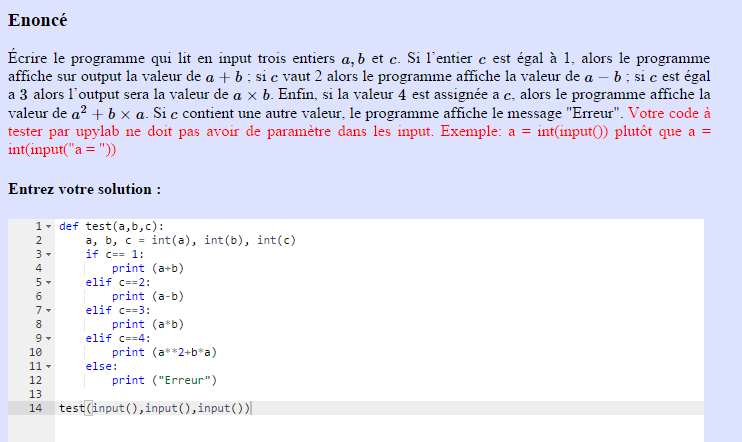 Enoncé
Écrire le programme qui lit en input trois entiers a, b et c. Si l'entier c est égal à 1, alors le programme
affiche sur output la valeur de a + b ; si c vaut 2 alors le programme affiche la valeur de a − b ; si c est égal
a 3 alors l'output sera la valeur de a × b. Enfin, si la valeur 4 est assignée a c, alors le programme affiche la
valeur de a² + b × a. Si c contient une autre valeur, le programme affiche le message "Erreur". Votre code à
tester par upylab ne doit pas avoir de paramètre dans les input. Exemple: a = int(input()) plutôt que a =
int(input("a = "))
Entrez votre solution :
1 def test(a,b,c):
2 a, b, c = int(a), int(b), int(c)
3 if c== 1:
4 print (a+b)
5 elif c==2:
6 print (a-b)
7 elif c==3:
8 print (a*b)
9 elif c==4:
10 print (a**2+b*a)
11 else:
12 print ("Erreur")
13
14 test(input(),input(),input())